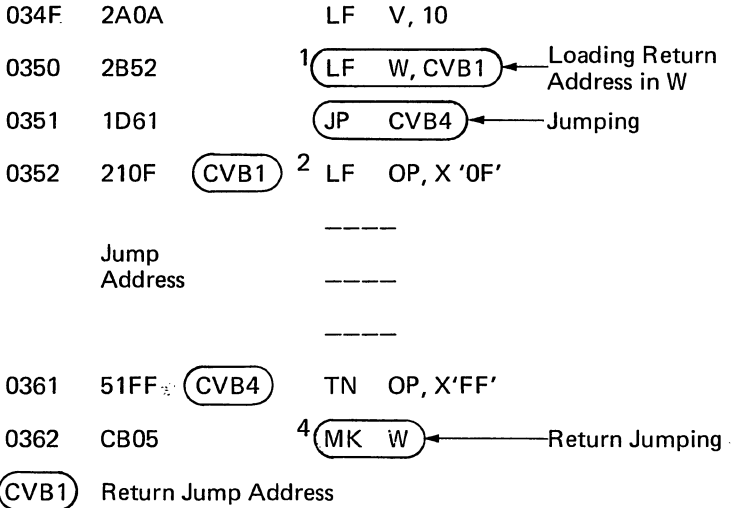 034F 2A0A LF V, 10
0350 2B52 1 LF W, CVB1 Loading Return
Address in W
0351 1D61 JP CVB4 Jumping
0352 210F CVB1 2 LF OP, X '0F'
Jump
Address
0361 51FF CVB4 TN OP, X'FF'
0362 CB05 4 MK W Return Jumping
CVB1 Return Jump Address